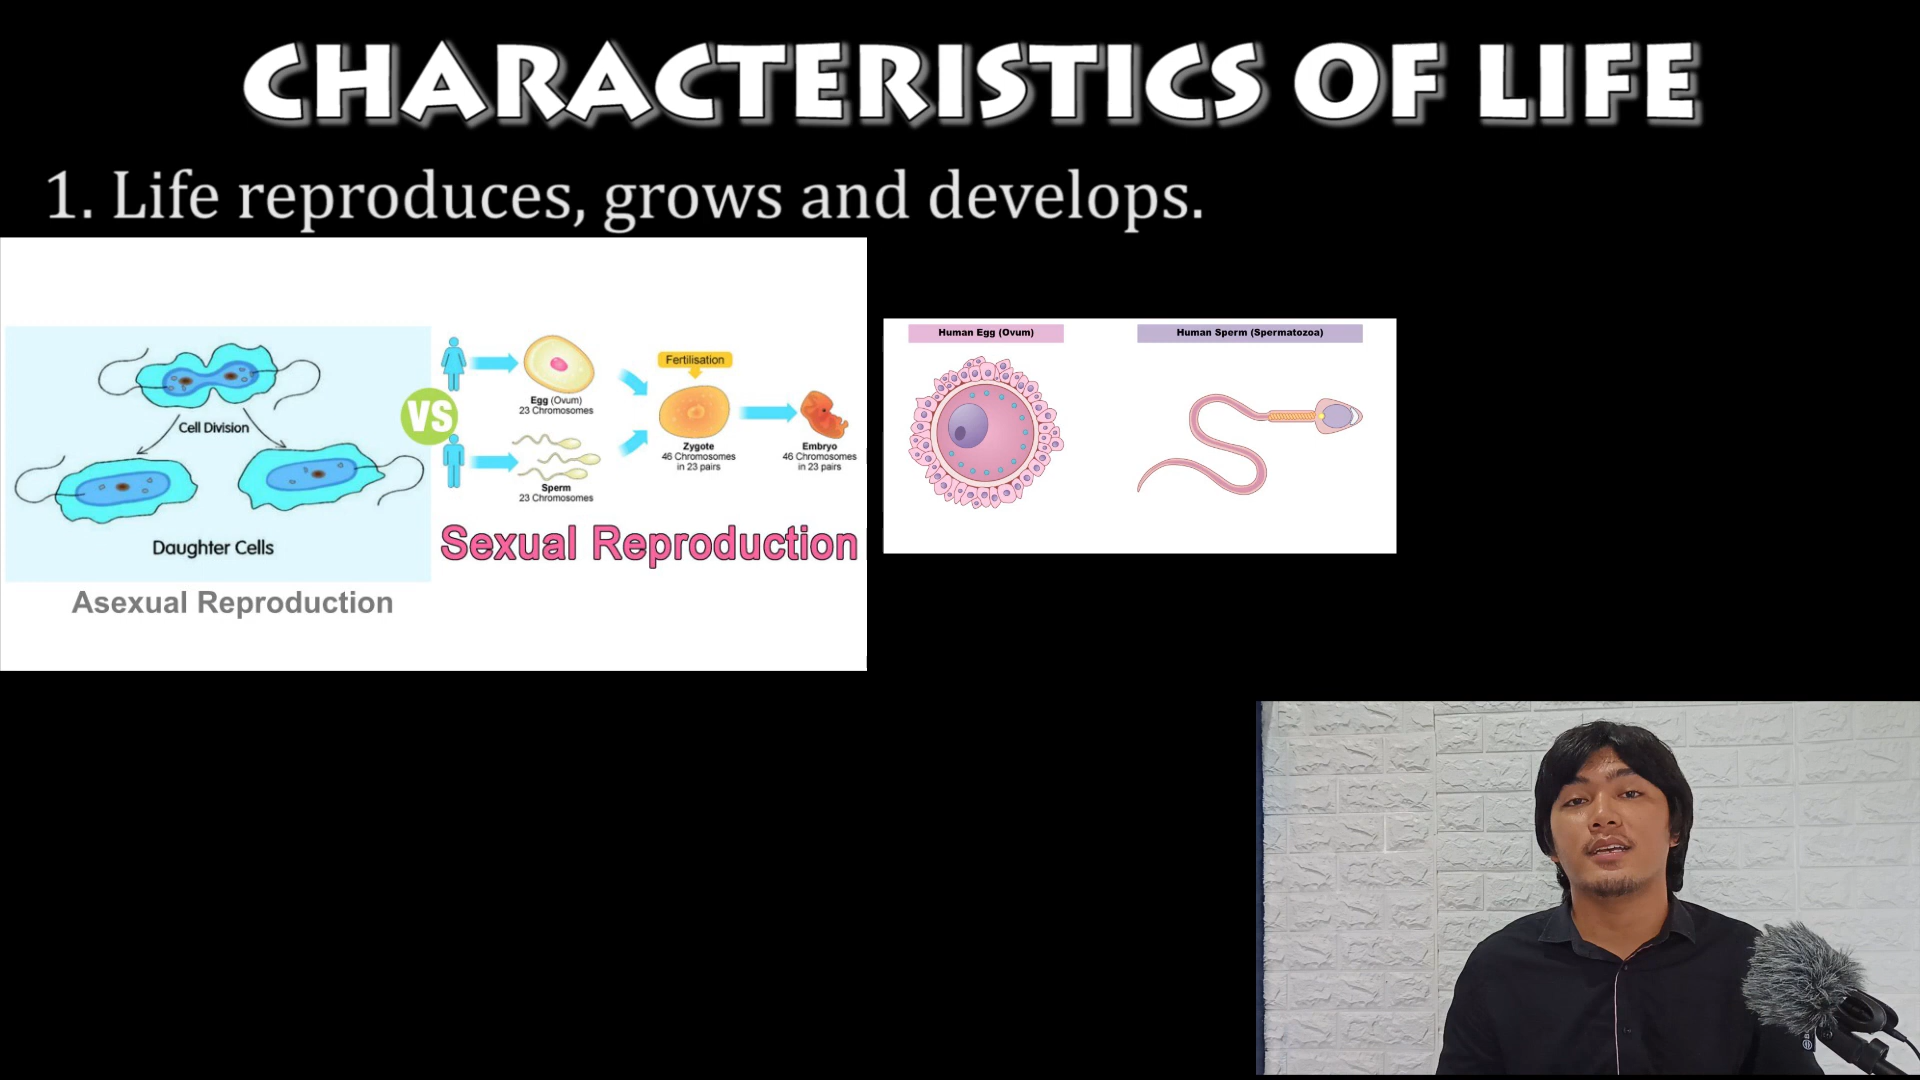 CHARACTERISTICS OF LIFE
1. Life reproduces, grows and develops.
Cell Division
Daughter Cells
Asexual Reproduction
VS
Egg (Ovum)
23 Chromosomes
Sperm
23 Chromosomes
Fertilisation
Zygote
46 Chromosomes
in 23 pairs
Embryo
46 Chromosomes
in 23 pairs
Sexual Reproduction
Human Egg (Ovum)
Human Sperm (Spermatozoa)